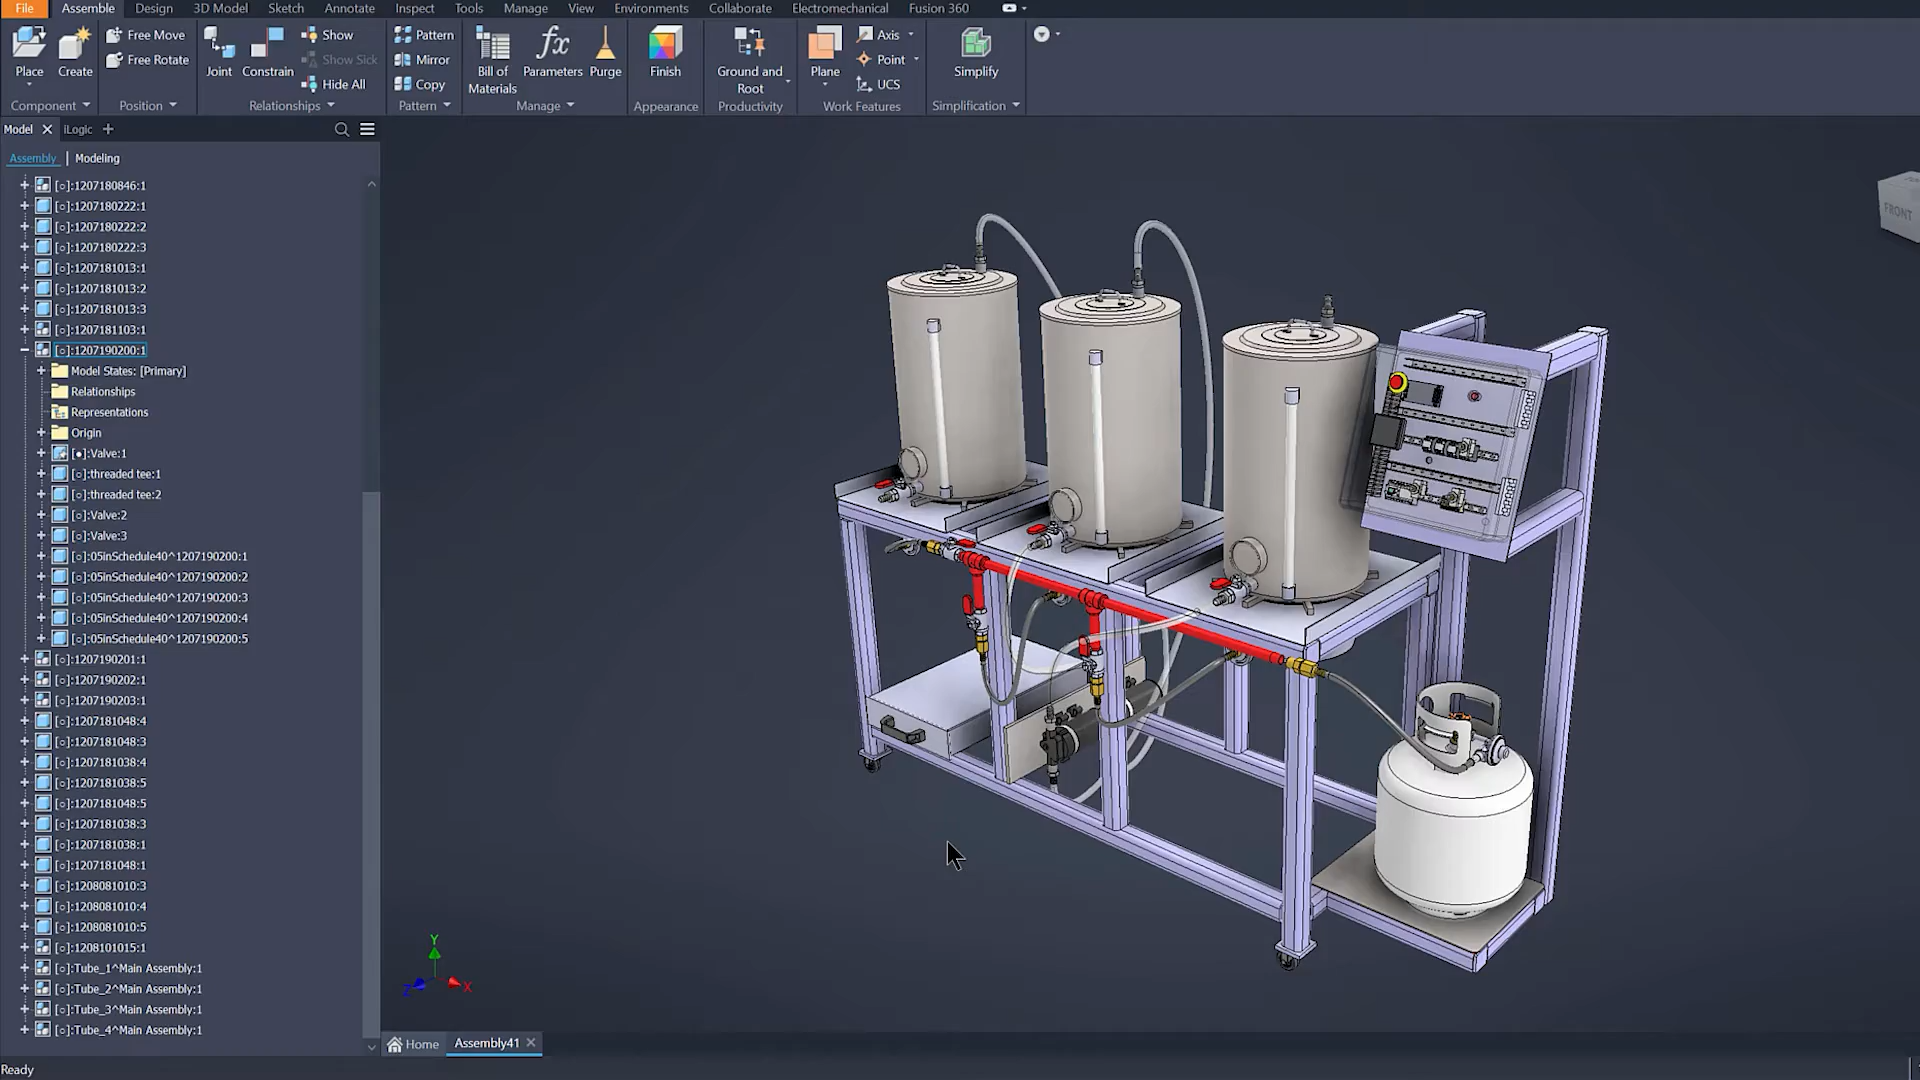 File Assemble Design 3D Model Sketch Annotate Inspect Tools Manage View Environments Collaborate Electromechanical Fusion 360
Place
Create
Component
Free Move
Free Rotate
Position
Joint
Constrain
Show
Show Sick
Hide All
Relationships
Pattern
Mirror
Copy
Pattern
Bill of
Materials
Parameters
Purge
Manage
Finish
Appearance
Ground and
Root
Productivity
Plane
Axis
Point
UCS
Work Features
Simplify
Simplification
Model iLogic
Assembly | Modeling
[○]:1207180846:1
[○]:1207180222:1
[○]:1207180222:2
[○]:1207180222:3
[○]:1207181013:1
[○]:1207181013:2
[○]:1207181013:3
[○]:1207181103:1
[○]:1207190200:1
Model States: [Primary]
Relationships
Representations
Origin
[●]:Valve:1
[○]:threaded tee:1
[○]:threaded tee:2
[○]:Valve:2
[○]:Valve:3
[○]:05inSchedule40^1207190200:1
[○]:05inSchedule40^1207190200:2
[○]:05inSchedule40^1207190200:3
[○]:05inSchedule40^1207190200:4
[○]:05inSchedule40^1207190200:5
[○]:1207190201:1
[○]:1207190202:1
[○]:1207190203:1
[○]:1207181048:4
[○]:1207181048:3
[○]:1207181038:4
[○]:1207181038:5
[○]:1207181048:5
[○]:1207181038:3
[○]:1207181038:1
[○]:1207181048:1
[○]:1208081010:3
[○]:1208081010:4
[○]:1208081010:5
[○]:1208101015:1
[○]:Tube_1^Main Assembly:1
[○]:Tube_2^Main Assembly:1
[○]:Tube_3^Main Assembly:1
[○]:Tube_4^Main Assembly:1
FRONT
Y
Z
X
Home Assembly41
Ready